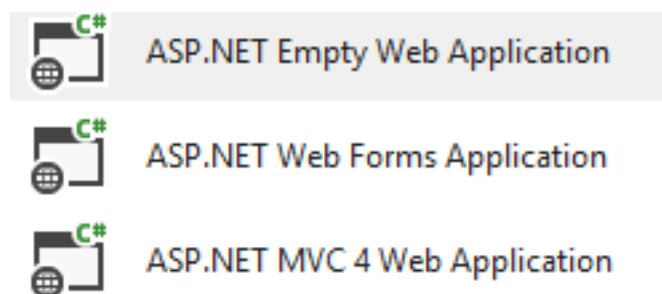 C#
ASP.NET Empty Web Application
C#
ASP.NET Web Forms Application
C#
ASP.NET MVC 4 Web Application